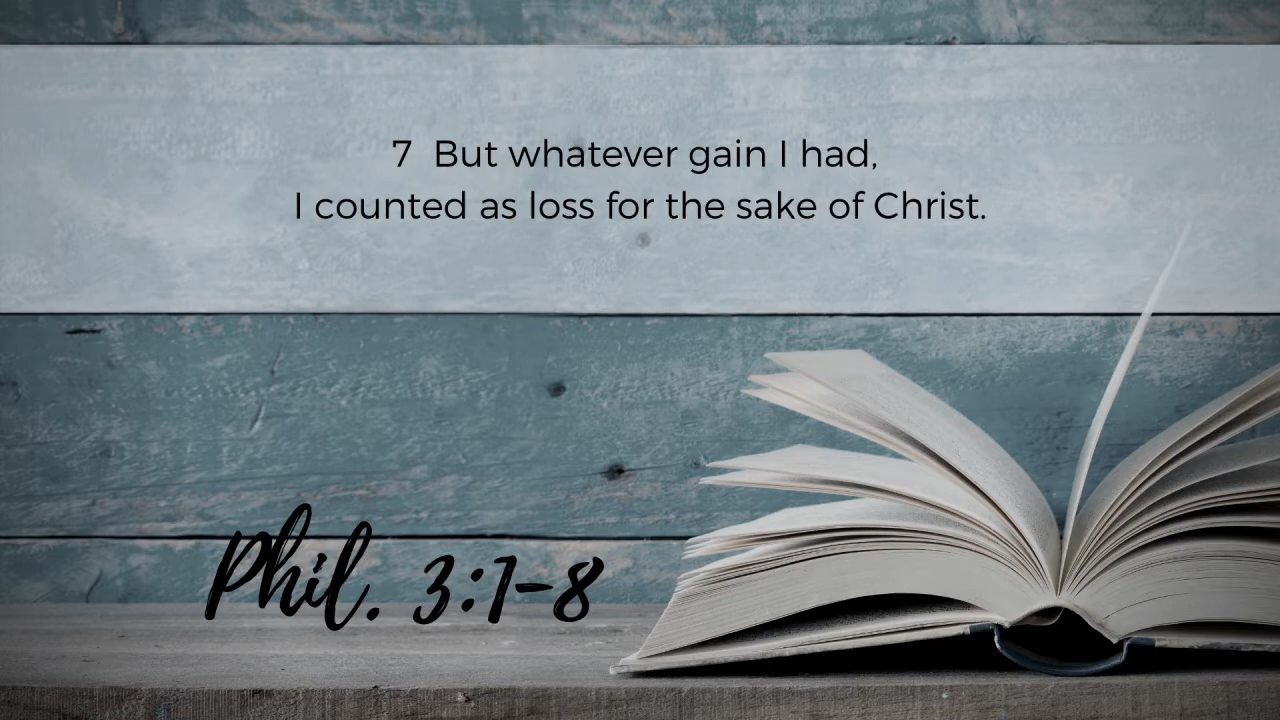 7  But whatever gain I had,
I counted as loss for the sake of Christ.
Phil. 3:1-8